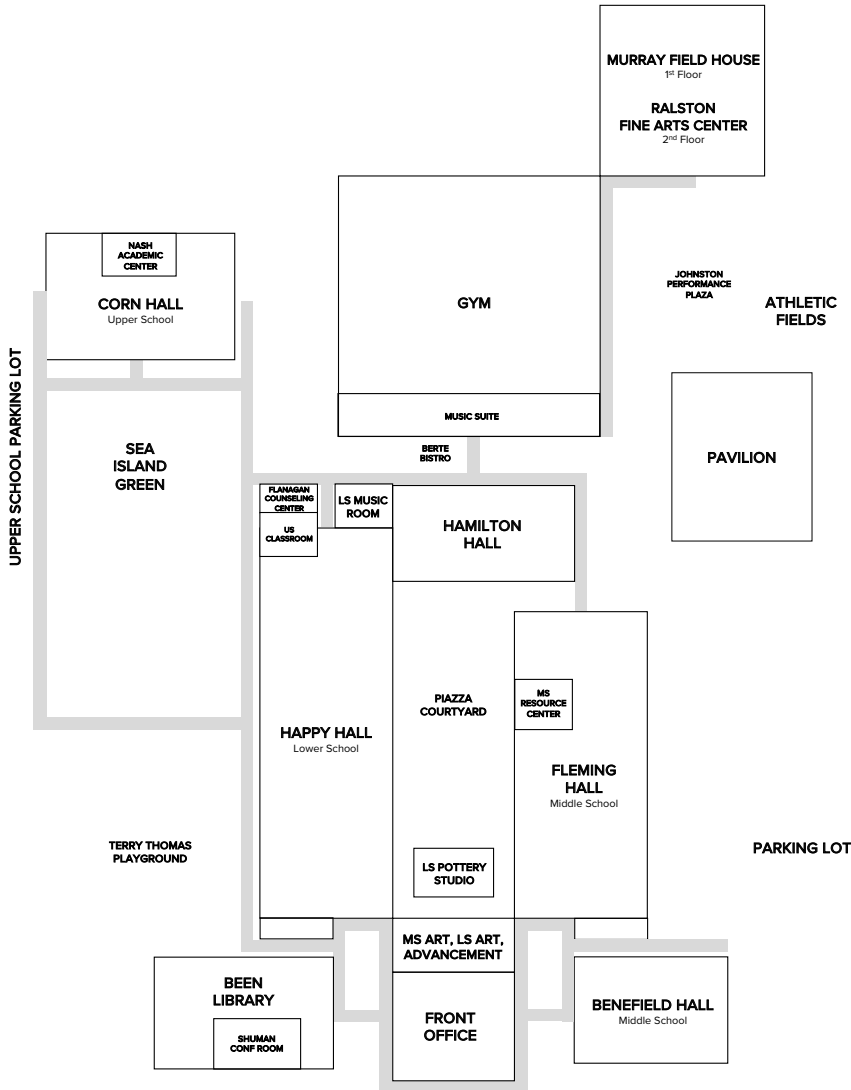 MURRAY FIELD HOUSE
1st Floor
RALSTON
FINE ARTS CENTER
2nd Floor
NASH
ACADEMIC
CENTER
CORN HALL
Upper School
GYM
JOHNSTON
PERFORMANCE
PLAZA
ATHLETIC
FIELDS
UPPER SCHOOL PARKING LOT
MUSIC SUITE
SEA
ISLAND
GREEN
BERTE
BISTRO
PAVILION
FLANAGAN
COUNSELING
CENTER
US
CLASSROOM
LS MUSIC
ROOM
HAMILTON
HALL
PIAZZA
COURTYARD
MS
RESOURCE
CENTER
HAPPY HALL
Lower School
FLEMING
HALL
Middle School
TERRY THOMAS
PLAYGROUND
LS POTTERY
STUDIO
PARKING LOT
MS ART, LS ART,
ADVANCEMENT
BEEN
LIBRARY
SHUMAN
CONF ROOM
FRONT
OFFICE
BENEFIELD HALL
Middle School